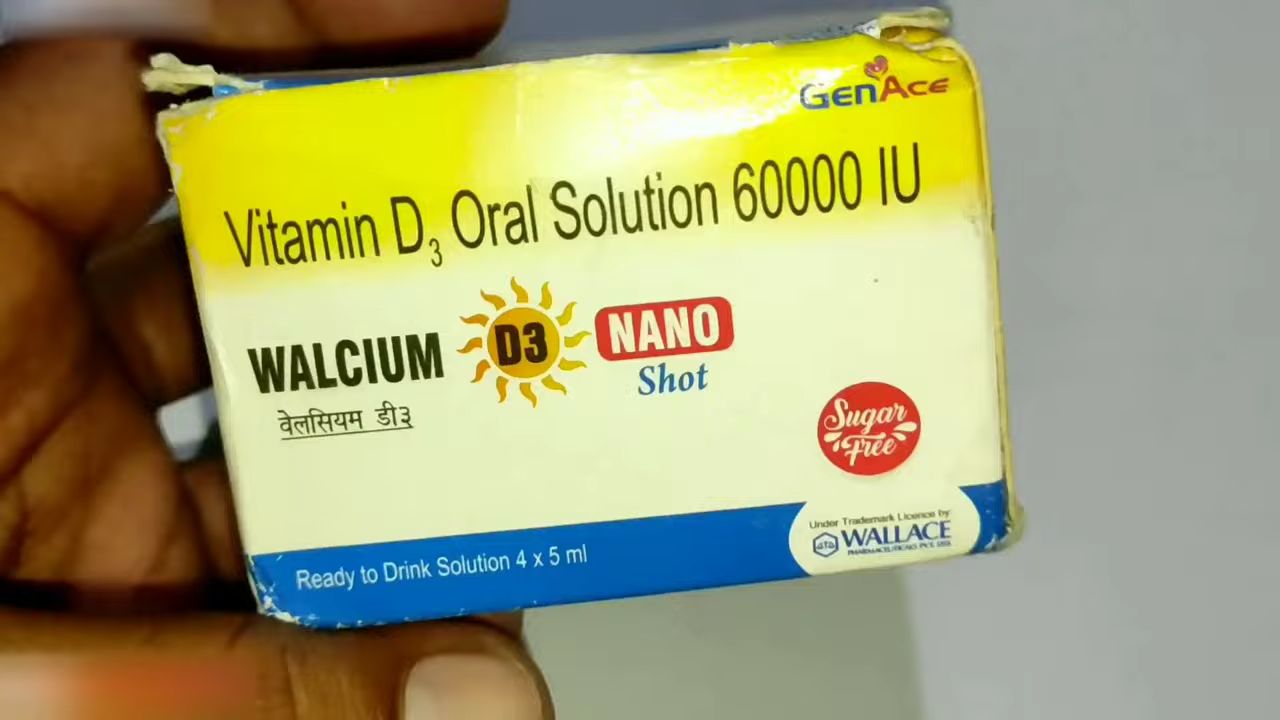 GENACE
Vitamin D₃ Oral Solution 60000 IU
WALCIUM D3 NANO
Shot
वेलसियम डी३
Sugar
Free
Under Trademark Licence by
WALLACE
PHARMACEUTICALS PVT. LTD.
Ready to Drink Solution 4 x 5 ml